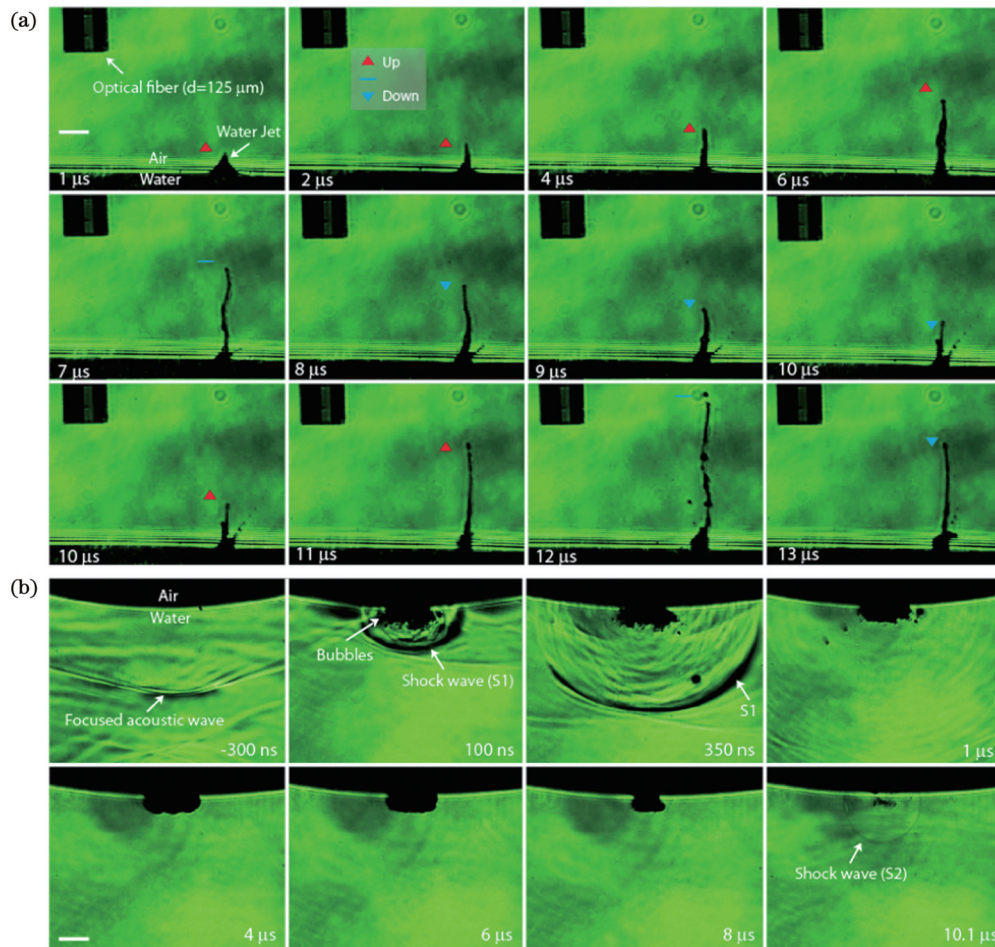 (a)
Up
Down
Optical fiber (d=125 μm)
Water Jet
Air
Water
1 μs
2 μs
4 μs
6 μs
7 μs
8 μs
9 μs
10 μs
10 μs
11 μs
12 μs
13 μs
(b)
Air
Water
Bubbles
Shock wave (S1)
Focused acoustic wave
S1
-300 ns
100 ns
350 ns
1 μs
Shock wave (S2)
4 μs
6 μs
8 μs
10.1 μs